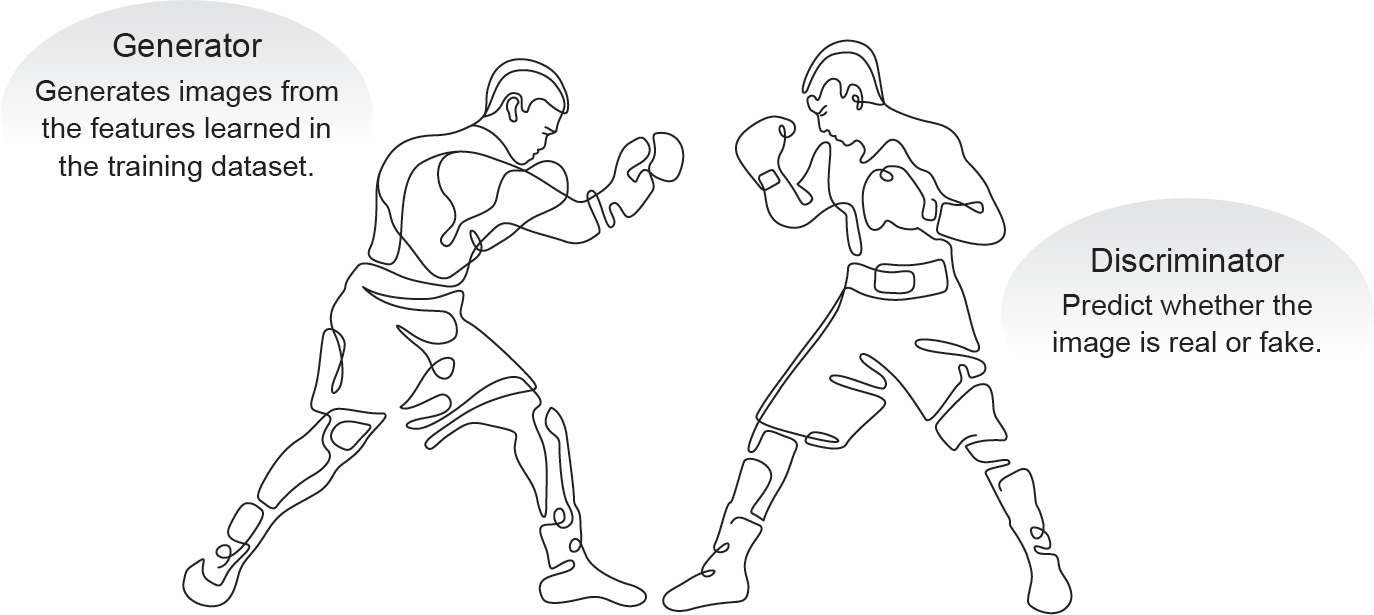 Generator
Generates images from
the features learned in
the training dataset.
Discriminator
Predict whether the
image is real or fake.